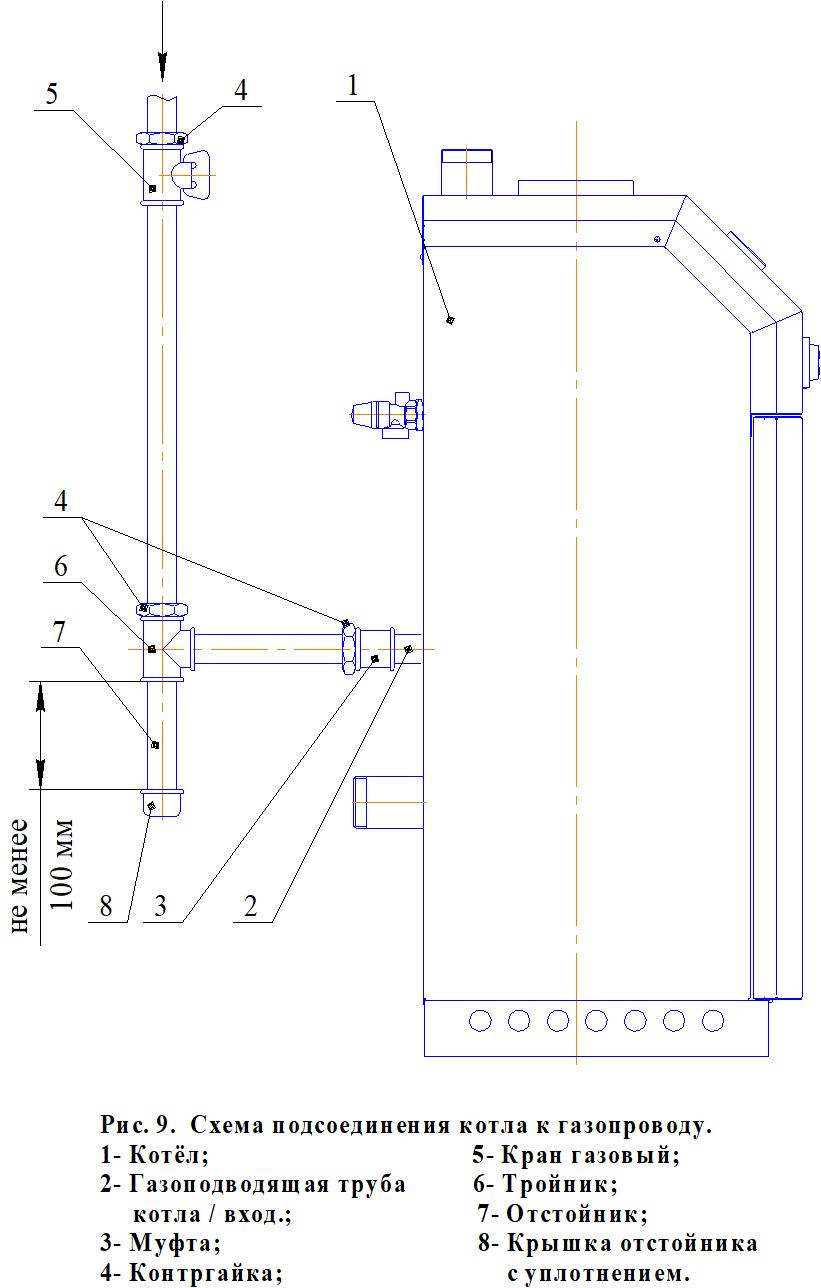 5
4
1
4
6
7
не менее
100 мм
8
3
2
Рис. 9. Схема подсоединения котла к газопроводу.
1- Котёл;
2- Газоподводящая труба
котла / вход.;
3- Муфта;
4- Контргайка;
5- Кран газовый;
6- Тройник;
7- Отстойник;
8- Крышка отстойника
с уплотнением.